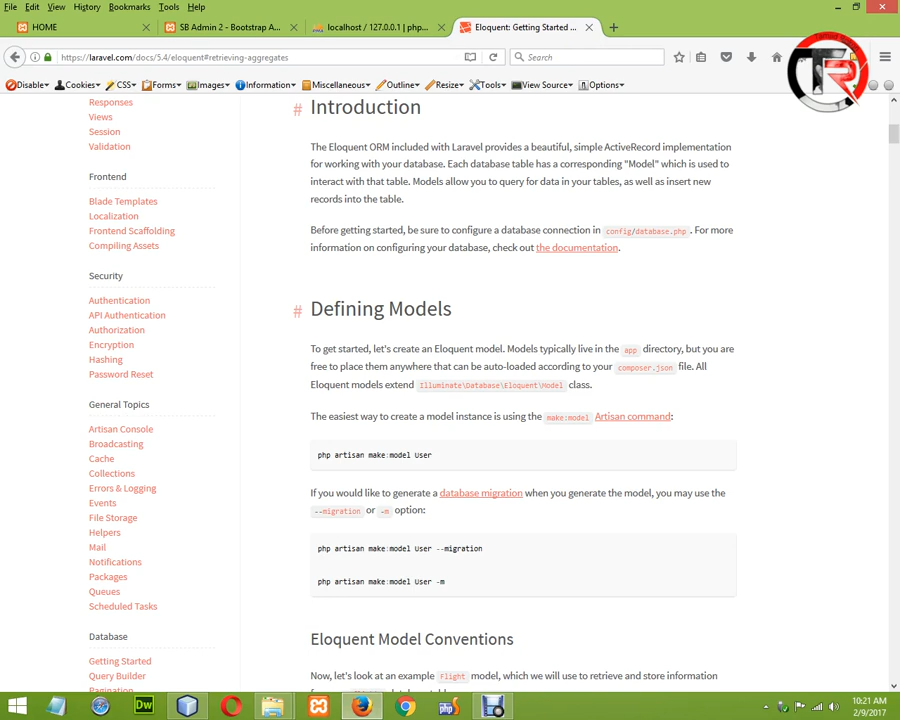 File Edit View History Bookmarks Tools Help
HOME
SB Admin 2 - Bootstrap A...
localhost / 127.0.0.1 | php...
Eloquent: Getting Started ...
https://laravel.com/docs/5.4/eloquent#retrieving-aggregates
Search
Disable Cookies CSS Forms Images Information Miscellaneous Outline Resize Tools View Source Options
Responses
Views
Session
Validation
Frontend
Blade Templates
Localization
Frontend Scaffolding
Compiling Assets
Security
Authentication
API Authentication
Authorization
Encryption
Hashing
Password Reset
General Topics
Artisan Console
Broadcasting
Cache
Collections
Errors & Logging
Events
File Storage
Helpers
Mail
Notifications
Packages
Queues
Scheduled Tasks
Database
Getting Started
Query Builder
Pagination
# Introduction
The Eloquent ORM included with Laravel provides a beautiful, simple ActiveRecord implementation
for working with your database. Each database table has a corresponding "Model" which is used to
interact with that table. Models allow you to query for data in your tables, as well as insert new
records into the table.
Before getting started, be sure to configure a database connection in config/database.php. For more
information on configuring your database, check out the documentation.
# Defining Models
To get started, let's create an Eloquent model. Models typically live in the app directory, but you are
free to place them anywhere that can be auto-loaded according to your composer.json file. All
Eloquent models extend Illuminate\Database\Eloquent\Model class.
The easiest way to create a model instance is using the make:model Artisan command:
php artisan make:model User
If you would like to generate a database migration when you generate the model, you may use the
--migration or -m option:
php artisan make:model User --migration
php artisan make:model User -m
Eloquent Model Conventions
Now, let's look at an example Flight model, which we will use to retrieve and store information
Dw
php
10:21 AM
2/9/2017